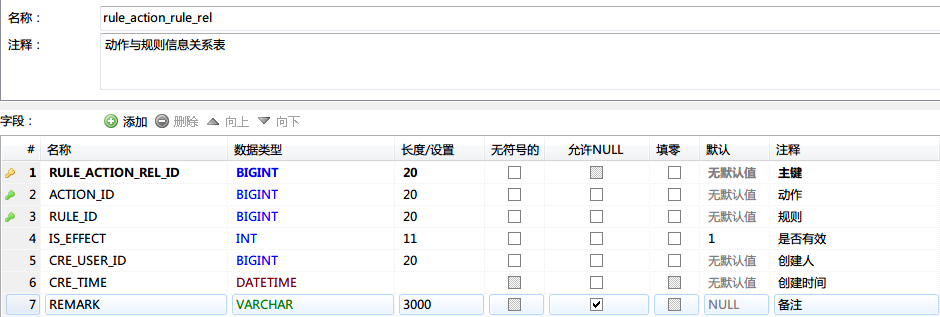 名称： rule_action_rule_rel
注释： 动作与规则信息关系表
字段： 添加 删除 向上 向下
# 名称 数据类型 长度/设置 无符号的 允许NULL 填零 默认 注释
1 RULE_ACTION_REL_ID BIGINT 20 无默认值 主键
2 ACTION_ID BIGINT 20 无默认值 动作
3 RULE_ID BIGINT 20 无默认值 规则
4 IS_EFFECT INT 11 1 是否有效
5 CRE_USER_ID BIGINT 20 无默认值 创建人
6 CRE_TIME DATETIME 无默认值 创建时间
7 REMARK VARCHAR 3000 NULL 备注